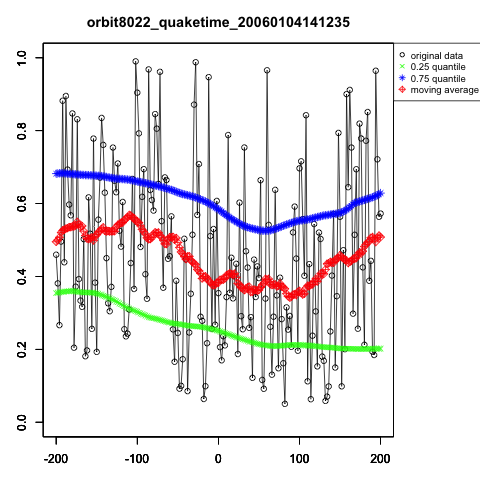 orbit8022_quaketime_20060104141235
original data
0.25 quantile
0.75 quantile
moving average
1.0
0.8
0.6
0.4
0.2
0.0
-200 -100 0 100 200